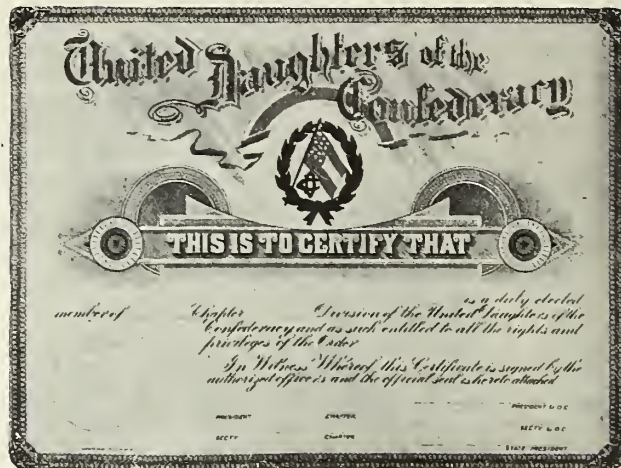 United Daughters of the
Confederacy
THIS IS TO CERTIFY THAT
is a duly elected
member of Chapter Division of the United Daughters of the
Confederacy and as such entitled to all the rights and
privileges of the Order
In Witness Whereof this Certificate is signed by the
authorized officers and the official seal is hereto attached
PRESIDENT CHAPTER PRESIDENT U.D.C
SECTY CHAPTER SECTY U.D.C
STATE PRESIDENT